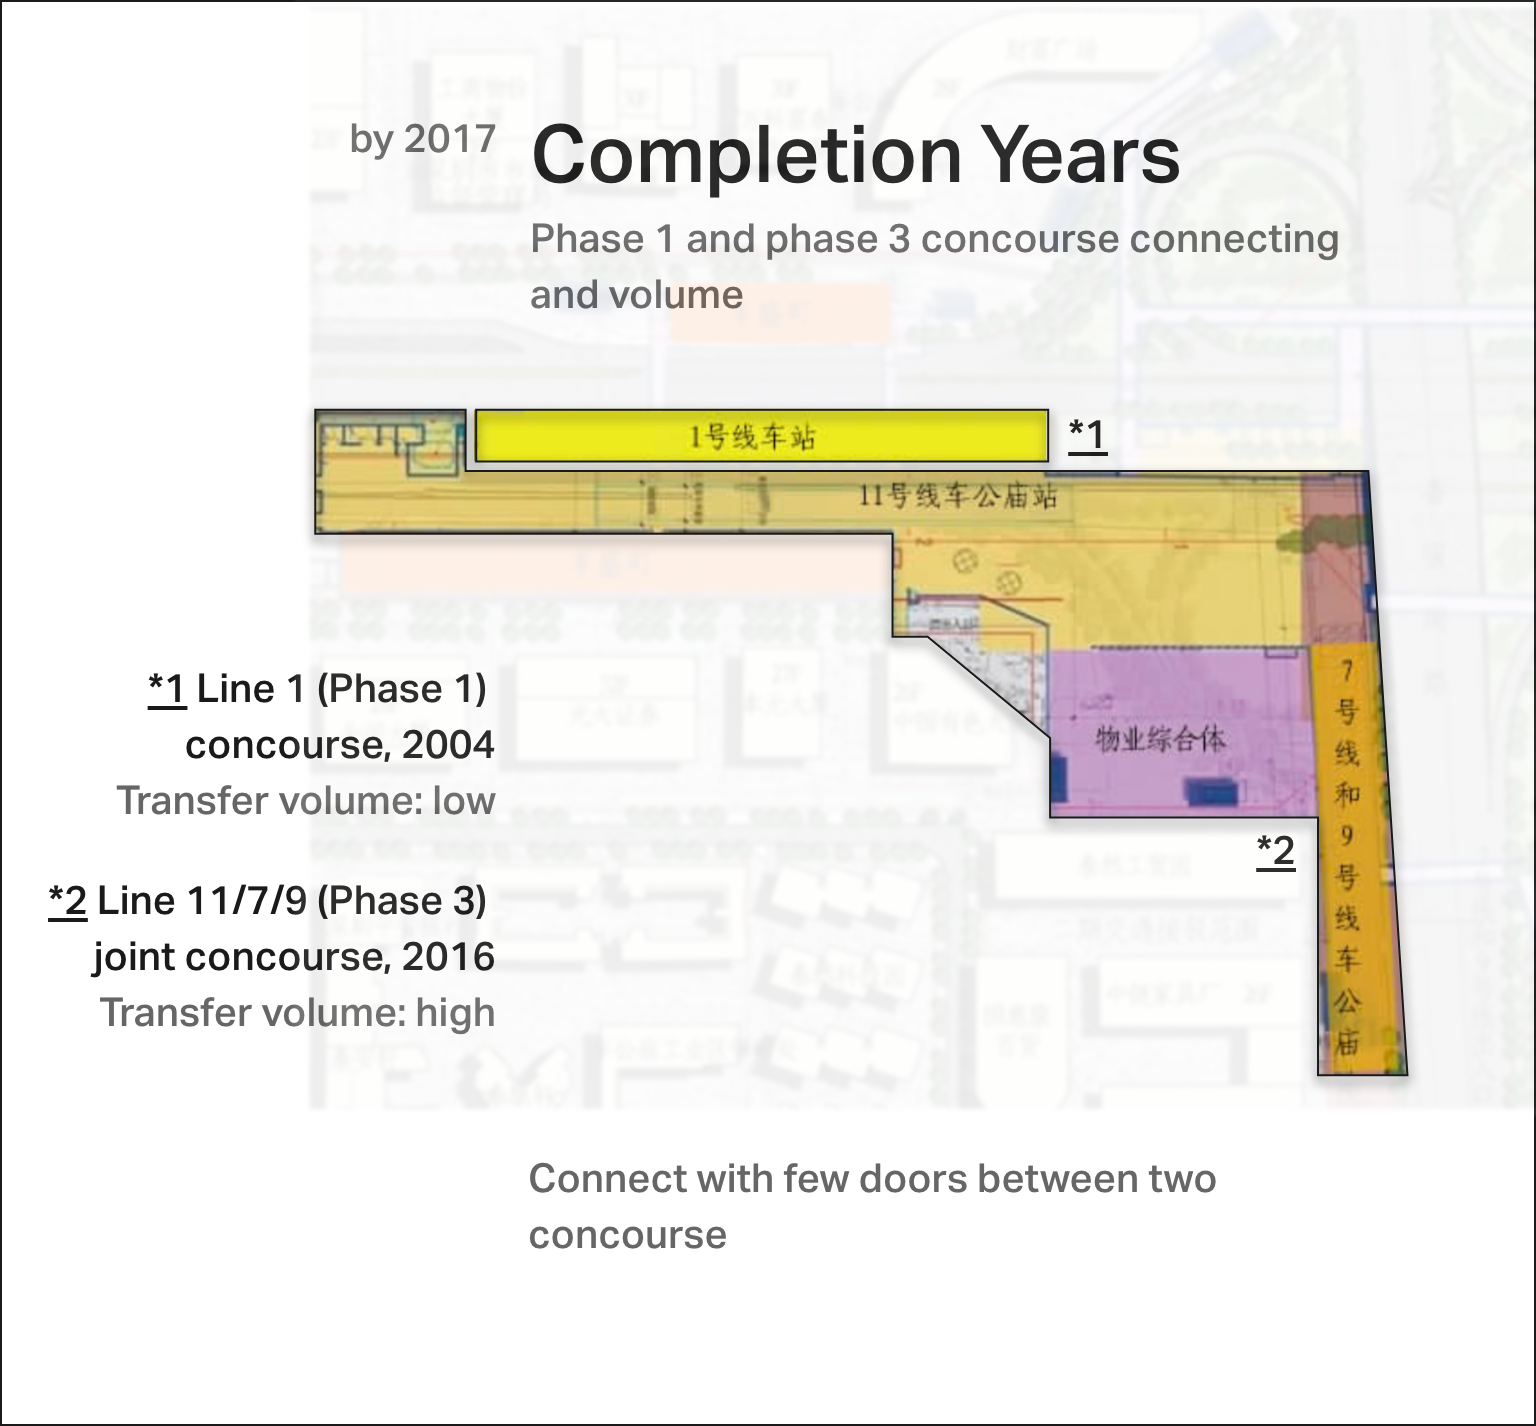 by 2017
Completion Years
Phase 1 and phase 3 concourse connecting
and volume
1号线车站
*1
11号线车公庙站
*1 Line 1 (Phase 1)
concourse, 2004
Transfer volume: low
物业综合体
7号线和9号线车公庙
*2
*2 Line 11/7/9 (Phase 3)
joint concourse, 2016
Transfer volume: high
Connect with few doors between two
concourse